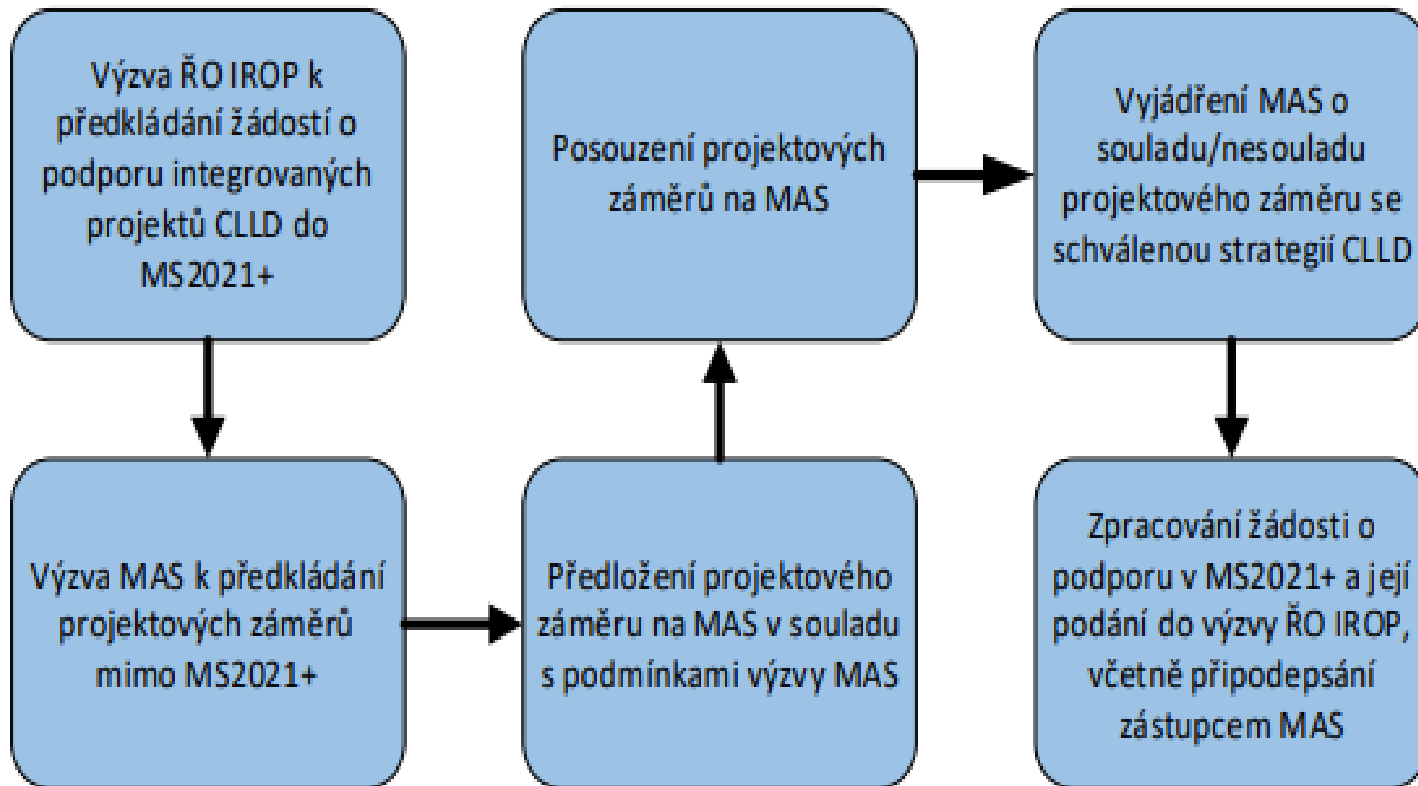 Výzva ŘO IROP k
předkládání žádostí o
podporu integrovaných
projektů CLLD do
MS2021+
Výzva MAS k předkládání
projektových záměrů
mimo MS2021+
Předložení projektového
záměru na MAS v souladu
s podmínkami výzvy MAS
Posouzení projektových
záměrů na MAS
Vyjádření MAS o
souladu/nesouladu
projektového záměru se
schválenou strategií CLLD
Zpracování žádosti o
podporu v MS2021+ a její
podání do výzvy ŘO IROP,
včetně připodepsání
zástupcem MAS